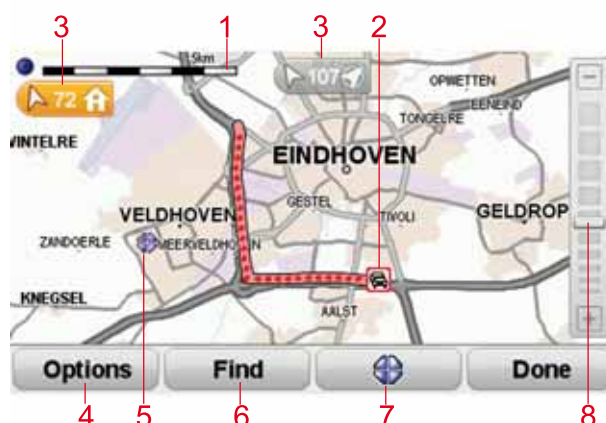 3 1 3 2
5km
72
107
OPWETTEN
EENEIND
TONGELRE
WINTELRE
EINDHOVEN
GESTEL
TIVOLI
VELDHOVEN
GELDROP
ZANDOERLE
MEERVELDHOVEN
KNEGSEL
AALST
Options Find Done
4 5 6 7 8